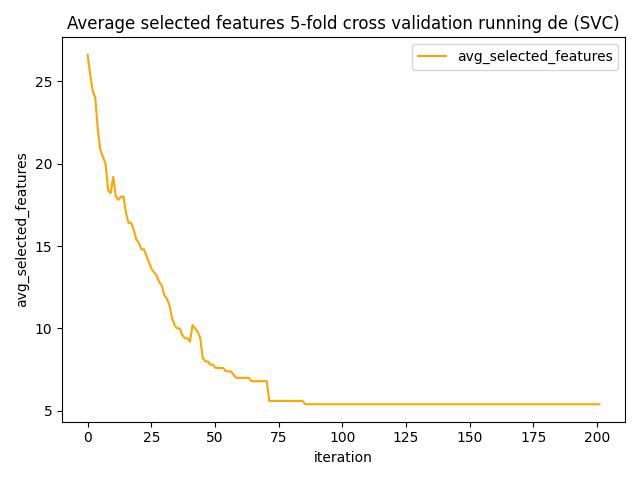 Average selected features 5-fold cross validation running de (SVC)
avg_selected_features
avg_selected_features
25
20
15
10
5
0 25 50 75 100 125 150 175 200
iteration